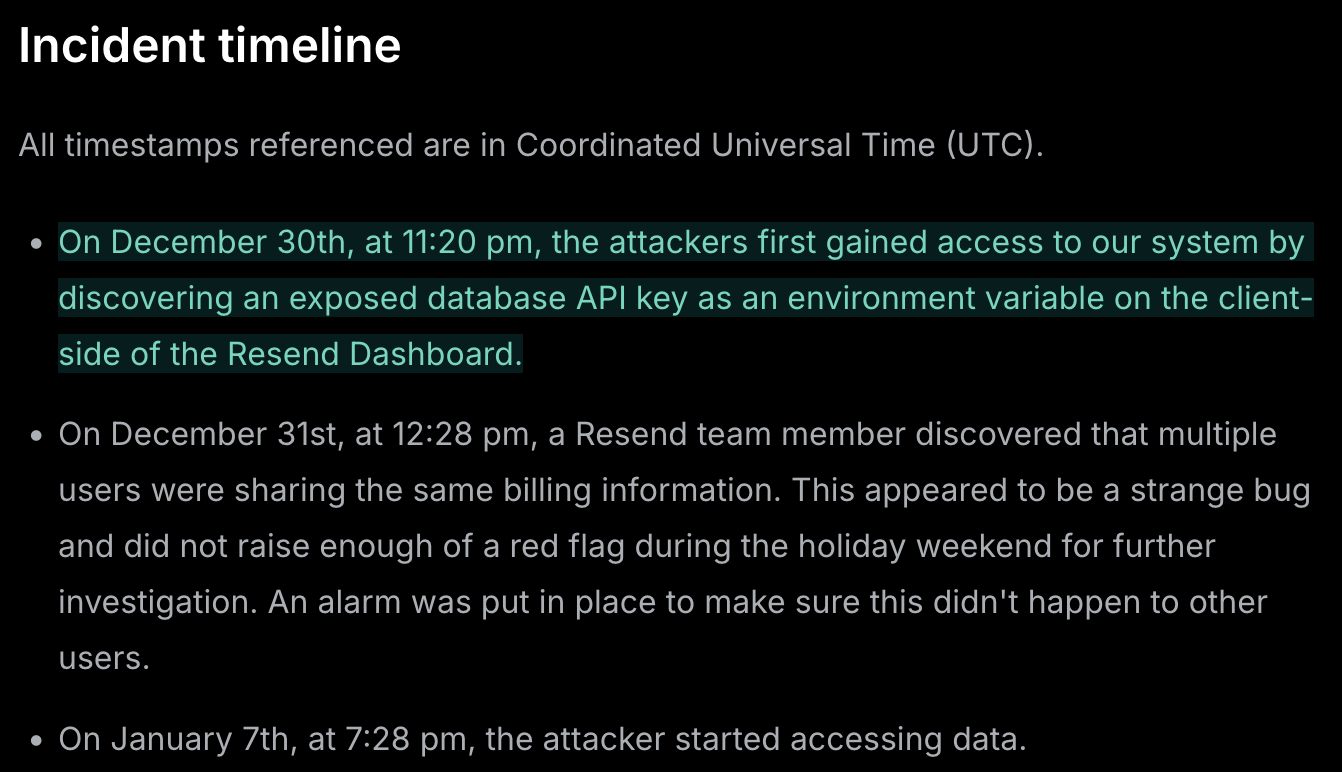 Incident timeline
All timestamps referenced are in Coordinated Universal Time (UTC).
• On December 30th, at 11:20 pm, the attackers first gained access to our system by
discovering an exposed database API key as an environment variable on the client-
side of the Resend Dashboard.
• On December 31st, at 12:28 pm, a Resend team member discovered that multiple
users were sharing the same billing information. This appeared to be a strange bug
and did not raise enough of a red flag during the holiday weekend for further
investigation. An alarm was put in place to make sure this didn't happen to other
users.
• On January 7th, at 7:28 pm, the attacker started accessing data.